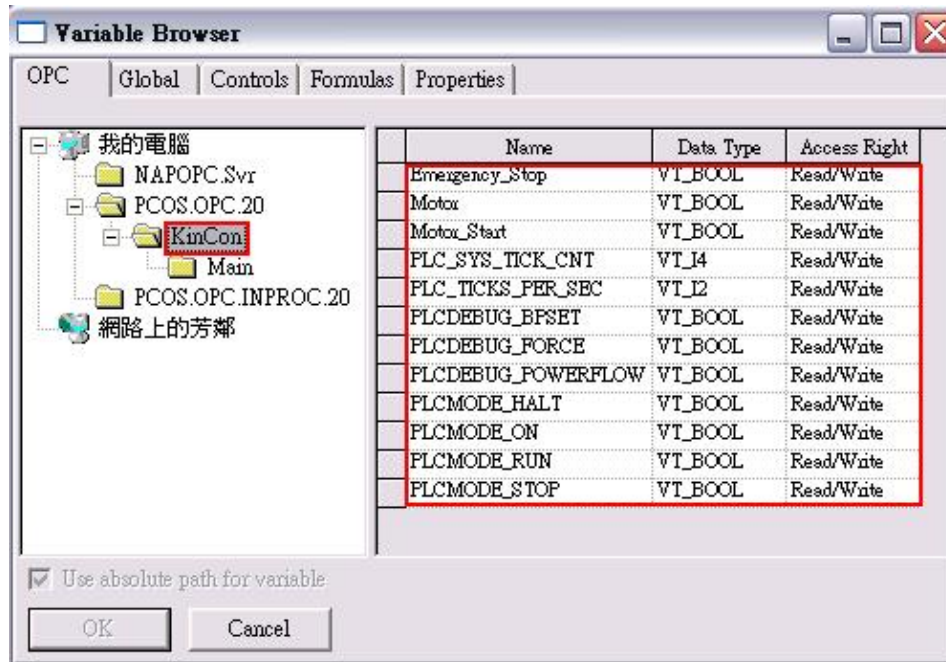 Variable Browser
OPC Global Controls Formulas Properties
我的電腦
NAPOPC.Svr
PCOS.OPC.20
KinCon
Main
PCOS.OPC.INPROC.20
網路上的芳鄰
Name Data Type Access Right
Emergency_Stop VT_BOOL Read/Write
Motor VT_BOOL Read/Write
Motor_Start VT_BOOL Read/Write
PLC_SYS_TICK_CNT VT_I4 Read/Write
PLC_TICKS_PER_SEC VT_I2 Read/Write
PLCDEBUG_BPSET VT_BOOL Read/Write
PLCDEBUG_FORCE VT_BOOL Read/Write
PLCDEBUG_POWERFLOW VT_BOOL Read/Write
PLCMODE_HALT VT_BOOL Read/Write
PLCMODE_ON VT_BOOL Read/Write
PLCMODE_RUN VT_BOOL Read/Write
PLCMODE_STOP VT_BOOL Read/Write
Use absolute path for variable
OK Cancel